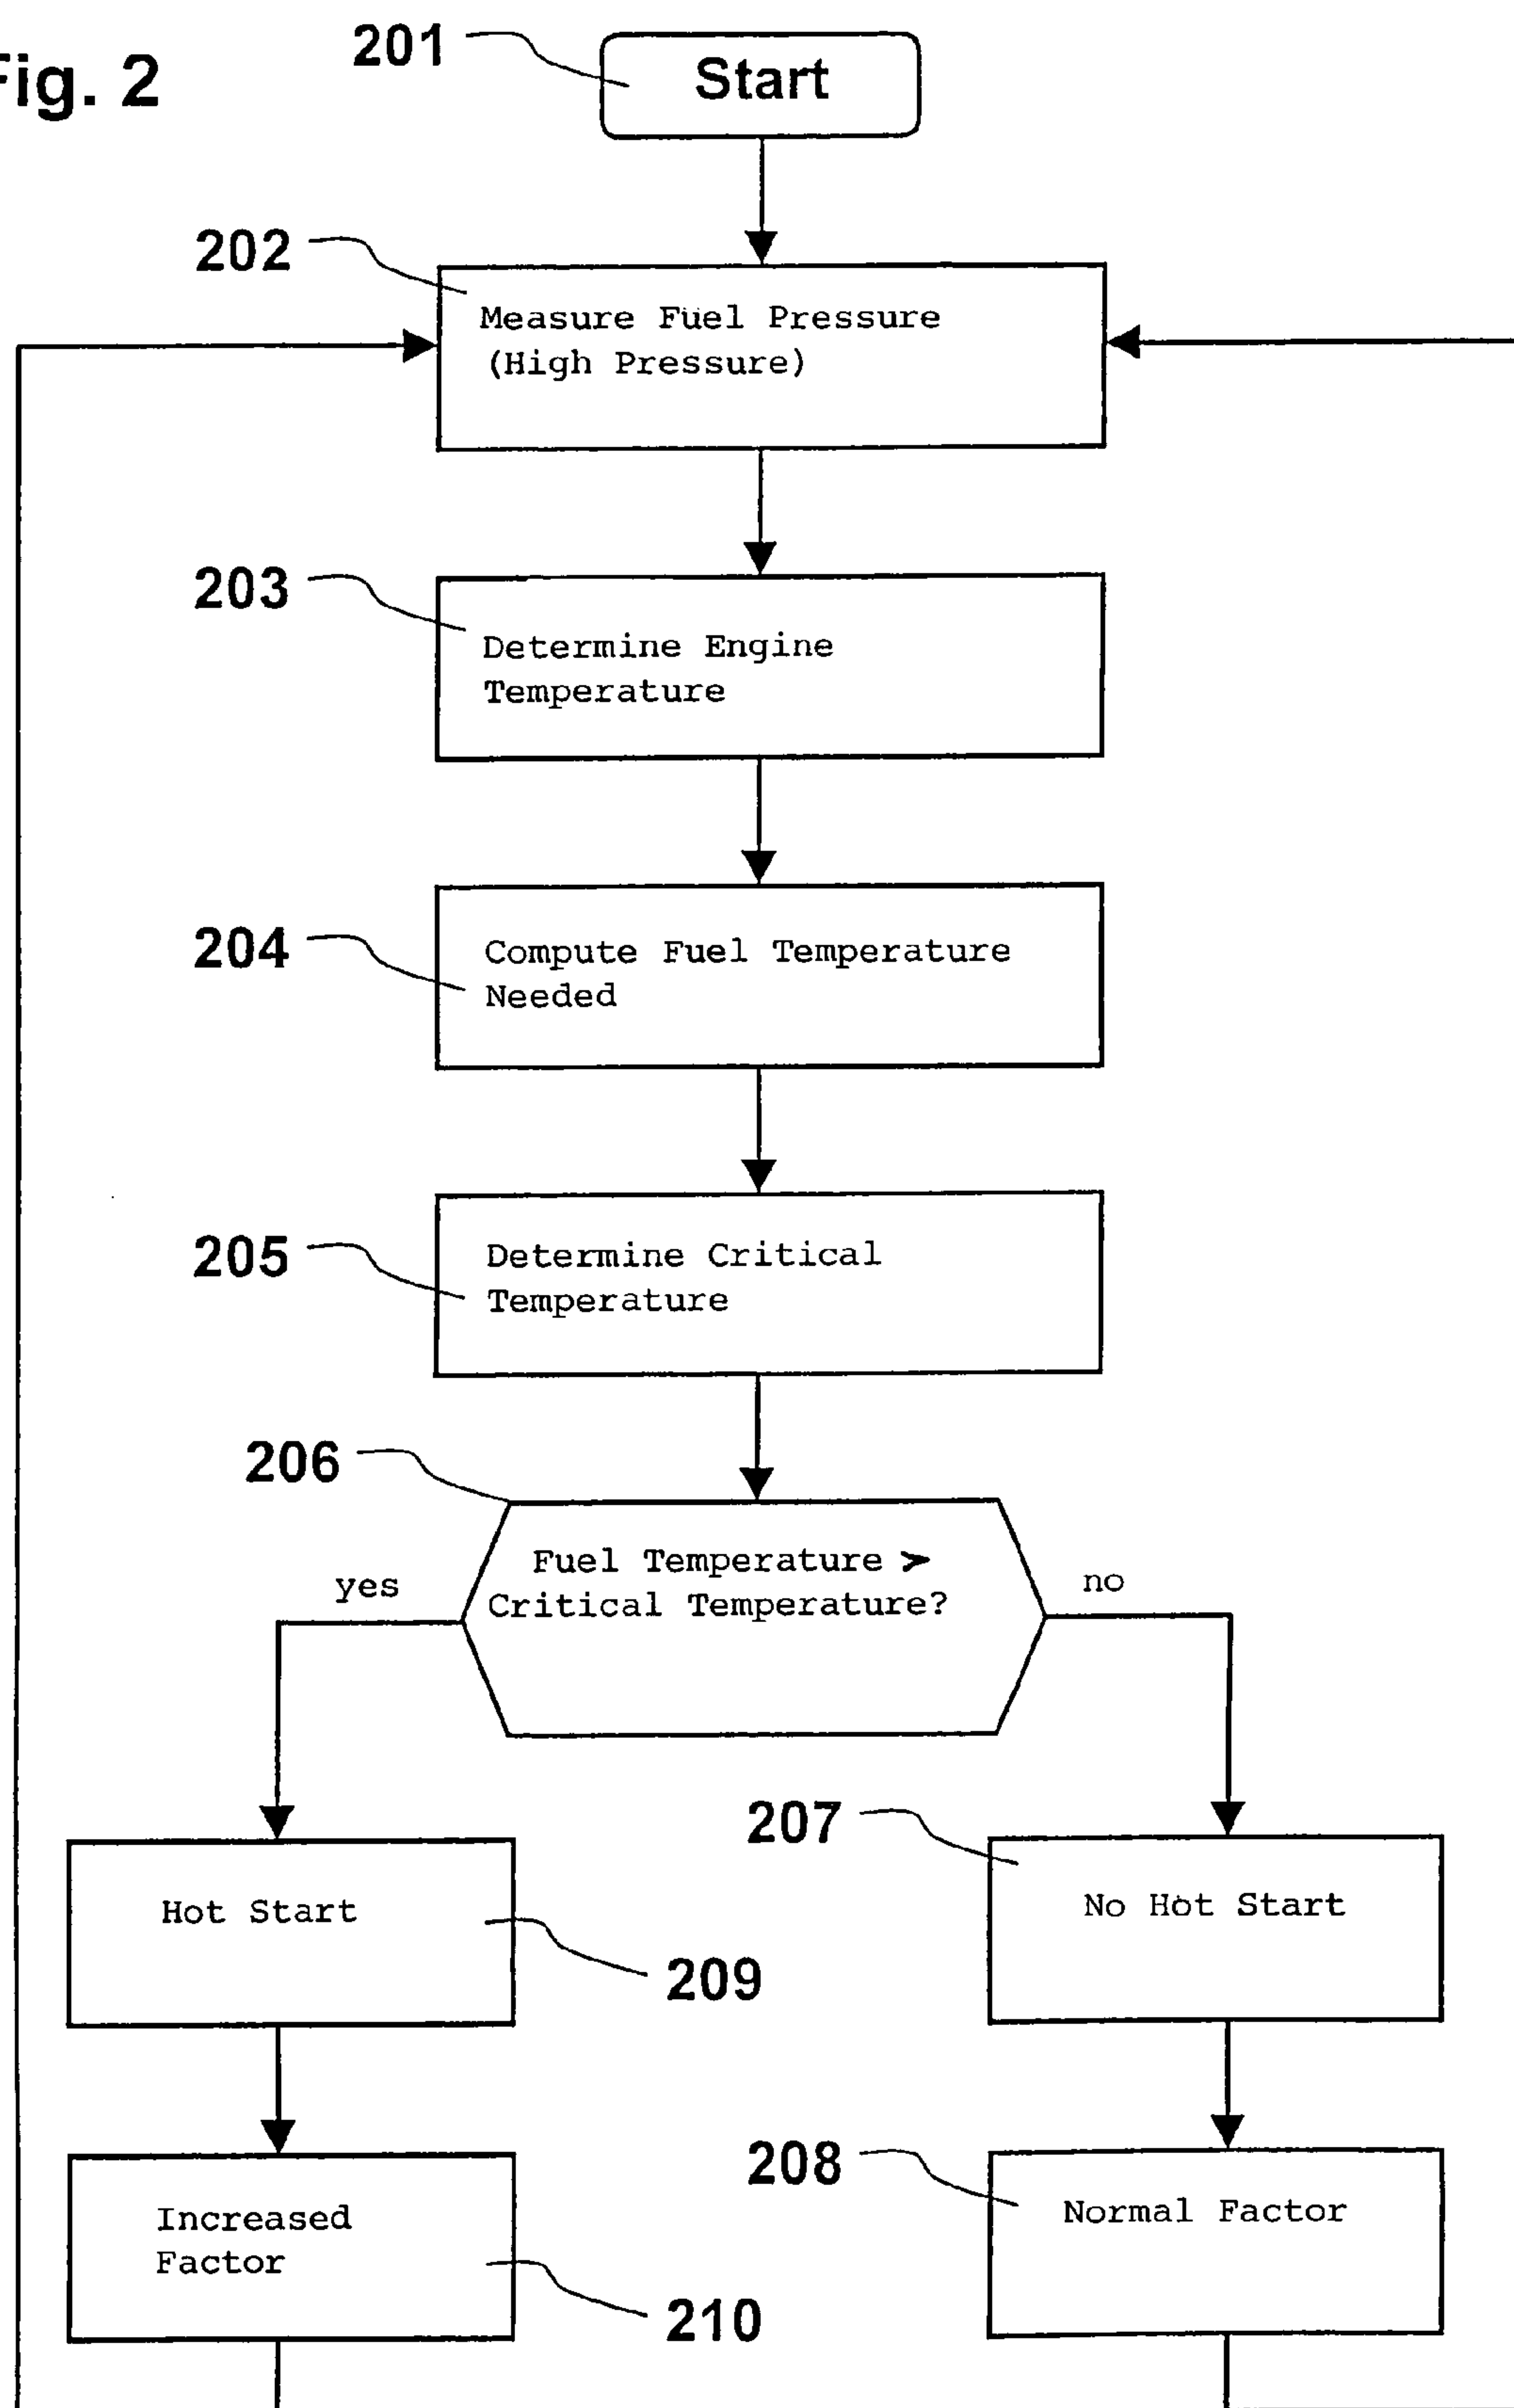 Fig. 2
201
Start
202
Measure Fuel Pressure
(High Pressure)
203
Determine Engine
Temperature
204
Compute Fuel Temperature
Needed
205
Determine Critical
Temperature
206
Fuel Temperature >
Critical Temperature?
yes
no
207
Hot Start
No Hot Start
209
208
Increased
Factor
Normal Factor
210